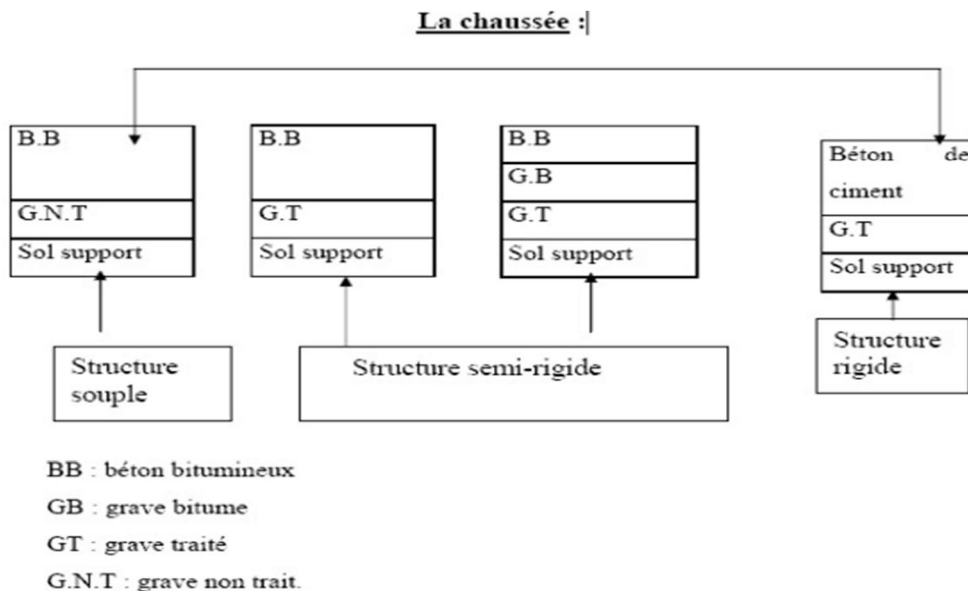 La chaussée :
B.B
G.N.T
Sol support
B.B
G.T
Sol support
B.B
G.B
G.T
Sol support
Béton de
ciment
G.T
Sol support
Structure
souple
Structure semi-rigide
Structure
rigide
BB : béton bitumineux
GB : grave bitume
GT : grave traité
G.N.T : grave non trait.